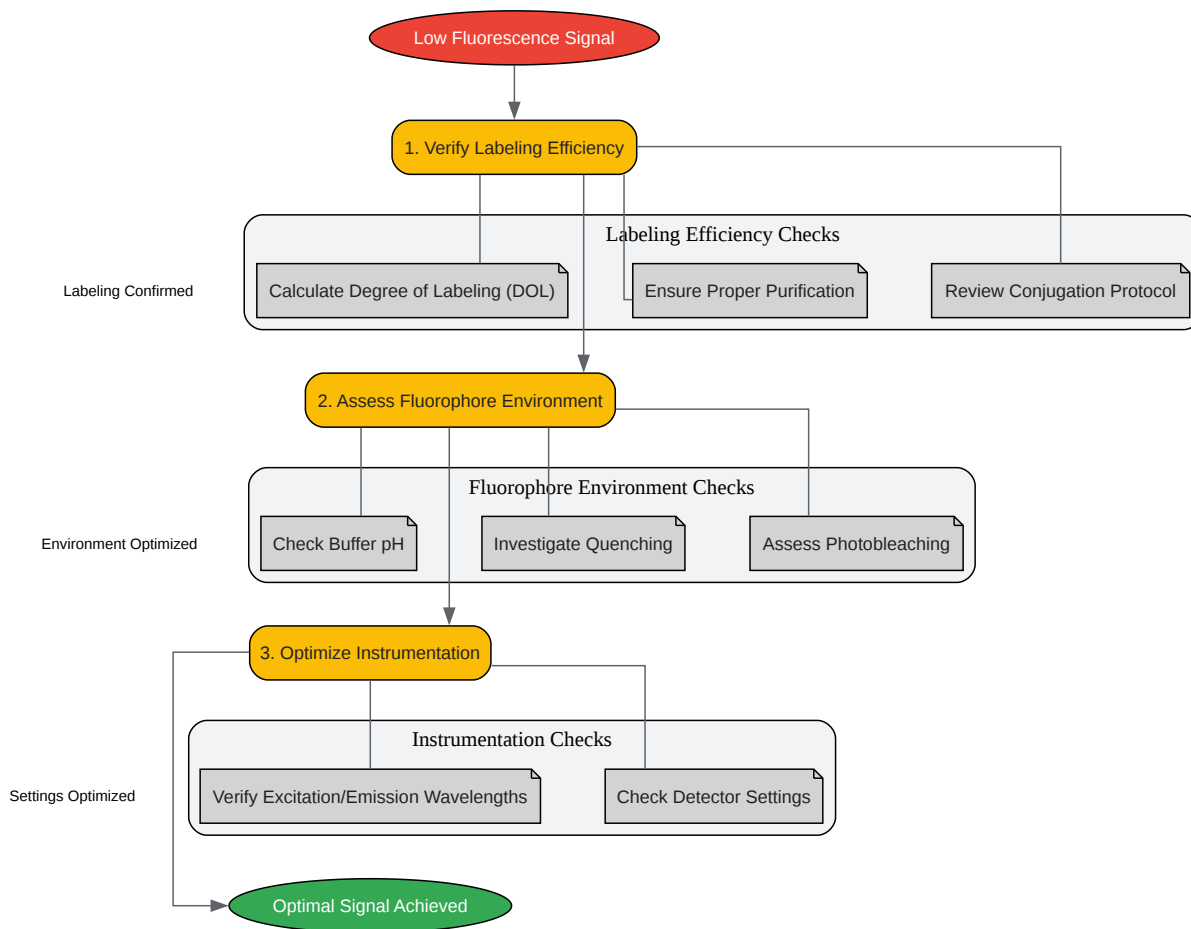 Low Fluorescence Signal
1. Verify Labeling Efficiency
Labeling Efficiency Checks
Labeling Confirmed
Calculate Degree of Labeling (DOL)
Ensure Proper Purification
Review Conjugation Protocol
2. Assess Fluorophore Environment
Fluorophore Environment Checks
Environment Optimized
Check Buffer pH
Investigate Quenching
Assess Photobleaching
3. Optimize Instrumentation
Instrumentation Checks
Settings Optimized
Verify Excitation/Emission Wavelengths
Check Detector Settings
Optimal Signal Achieved